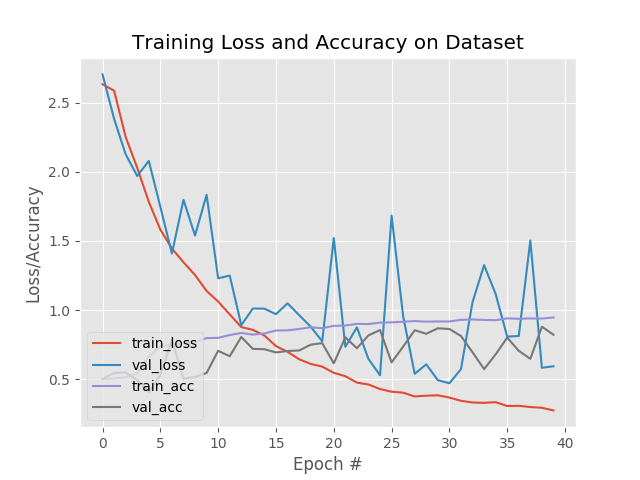 Training Loss and Accuracy on Dataset
Loss/Accuracy
2.5
2.0
1.5
1.0
0.5
train_loss
val_loss
train_acc
val_acc
0 5 10 15 20 25 30 35 40
Epoch #